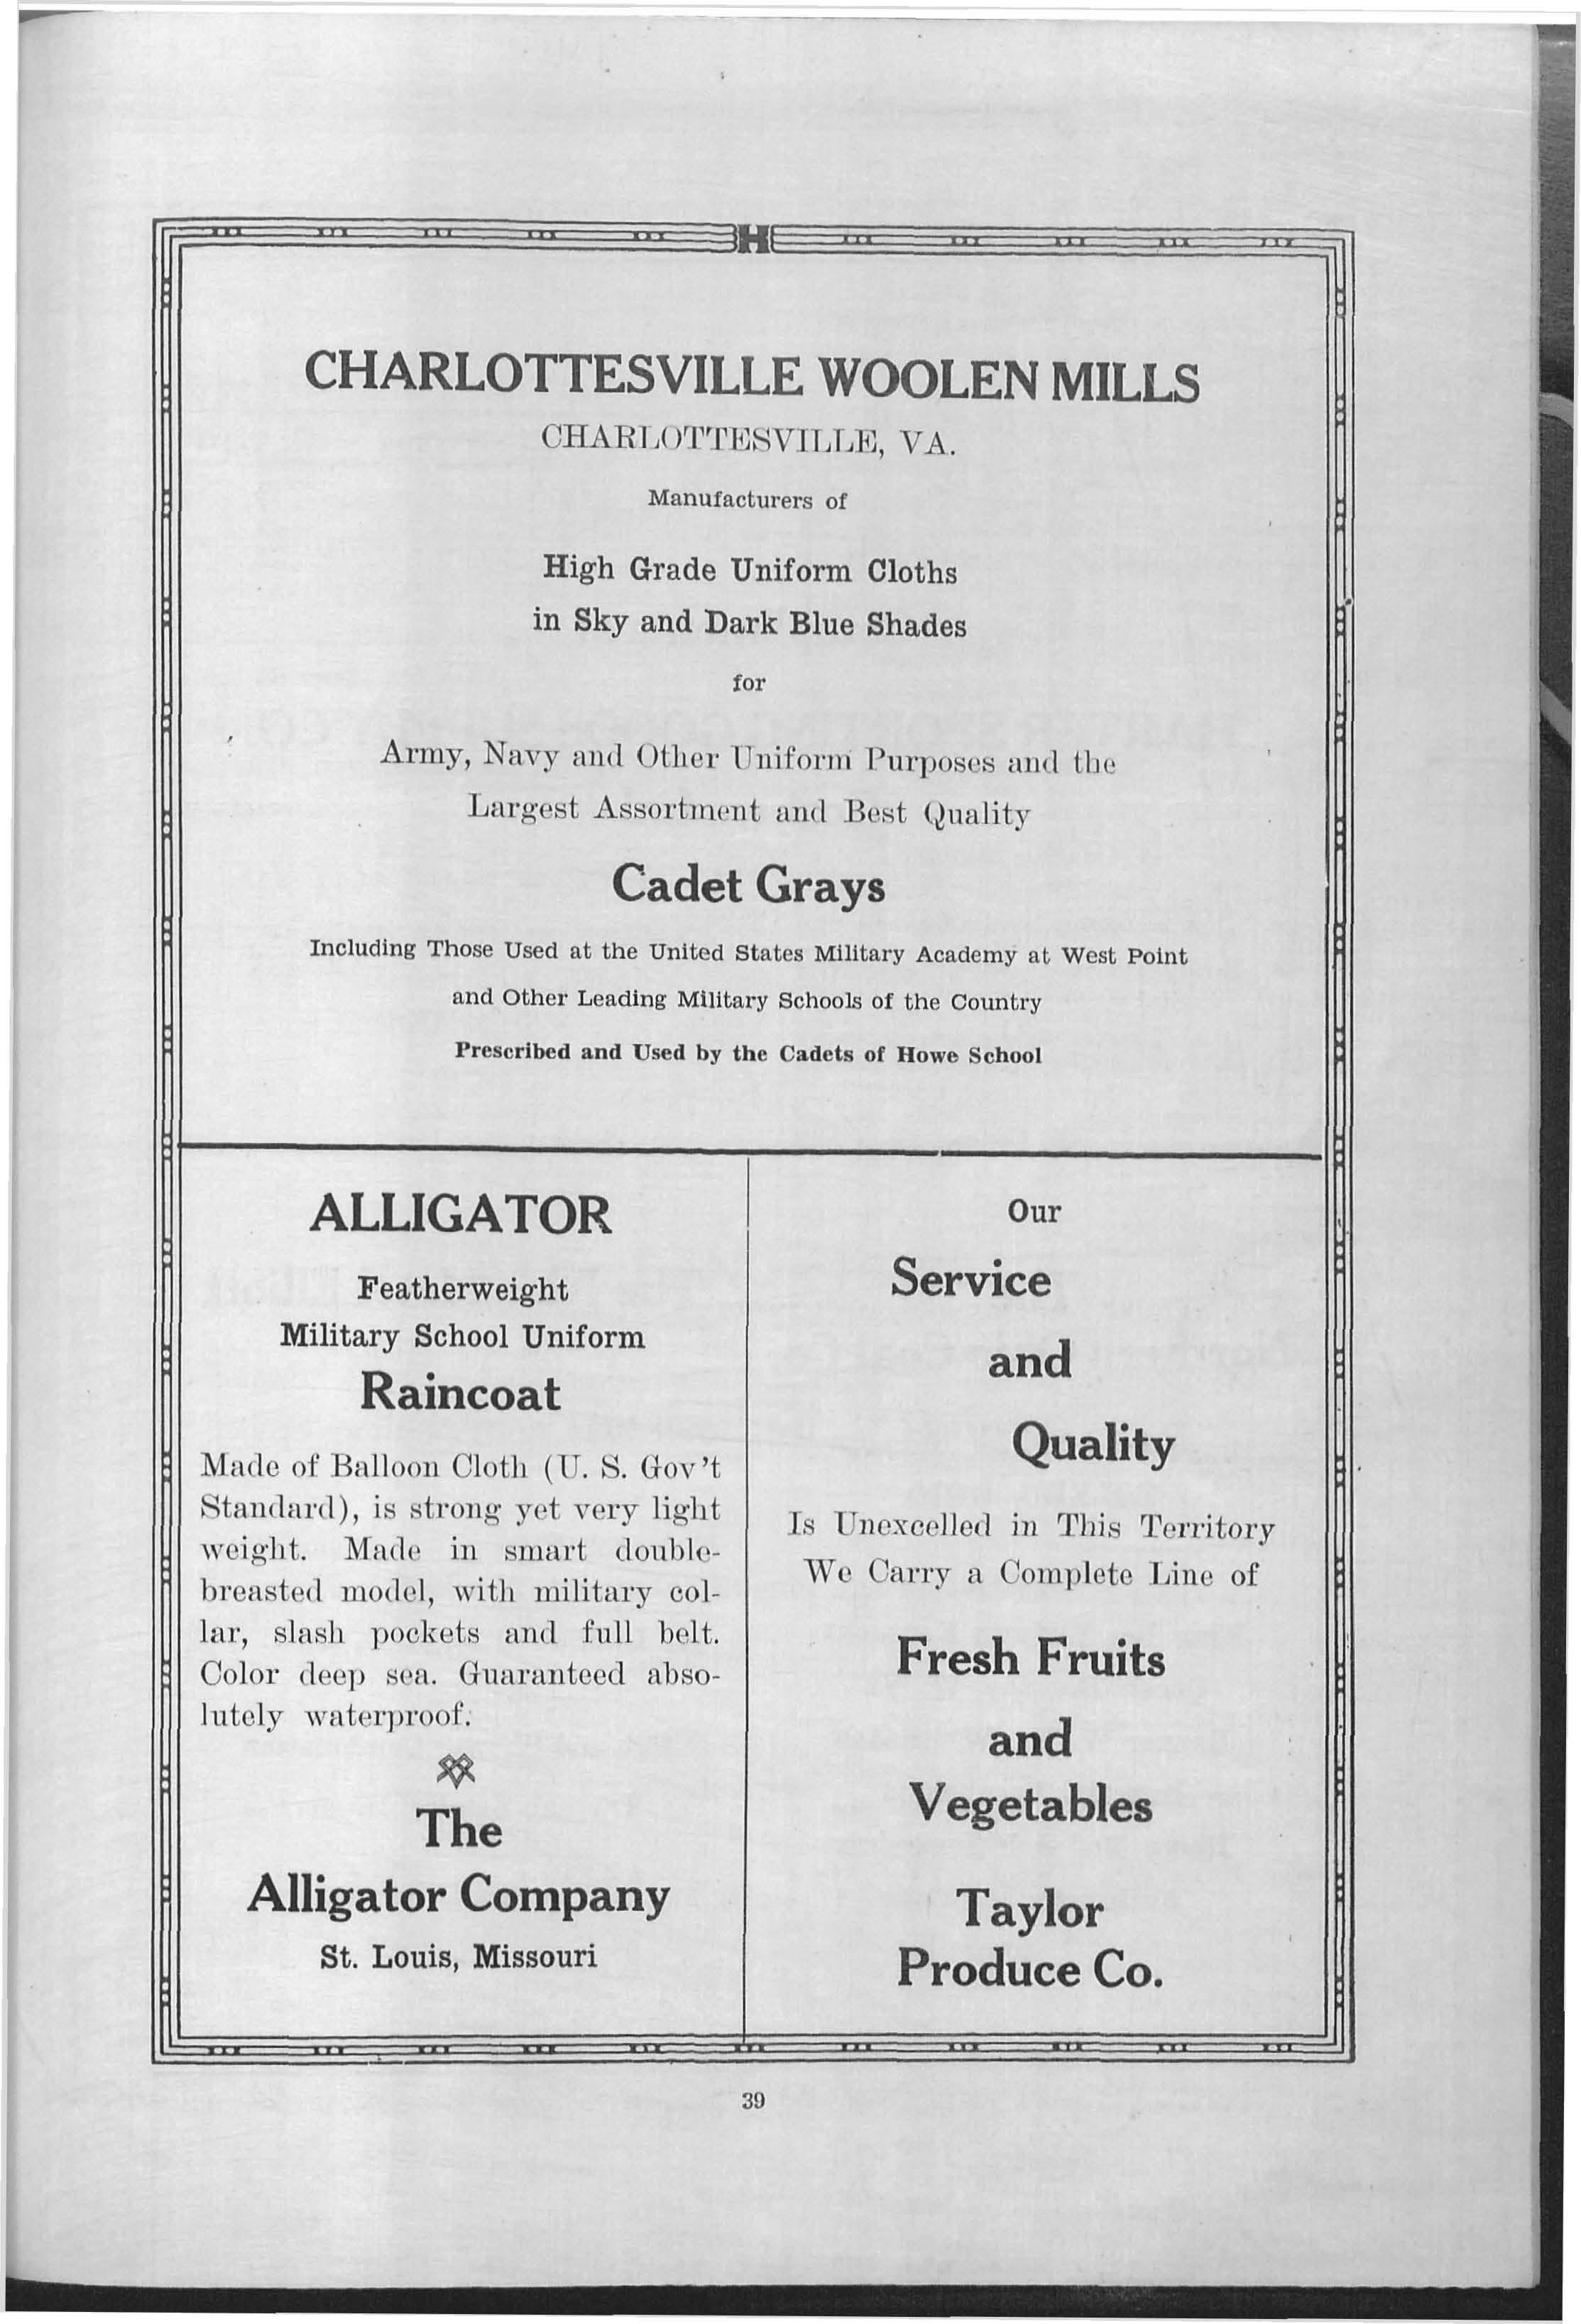 H
CHARLOTTESVILLE WOOLEN MILLS
CHARLOTTESVILLE, VA.
Manufacturers of
High Grade Uniform Cloths
in Sky and Dark Blue Shades
for
Army, Navy and Other Uniform Purposes and the
Largest Assortment and Best Quality
Cadet Grays
Including Those Used at the United States Military Academy at West Point
and Other Leading Military Schools of the Country
Prescribed and Used by the Cadets of Howe School
ALLIGATOR
Featherweight
Military School Uniform
Raincoat
Made of Balloon Cloth (U. S. Gov't
Standard), is strong yet very light
weight. Made in smart double-
breasted model, with military col-
lar, slash pockets and full belt.
Color deep sea. Guaranteed abso-
lutely waterproof.
The
Alligator Company
St. Louis, Missouri
Our
Service
and
Quality
Is Unexcelled in This Territory
We Carry a Complete Line of
Fresh Fruits
and
Vegetables
Taylor
Produce Co.
39